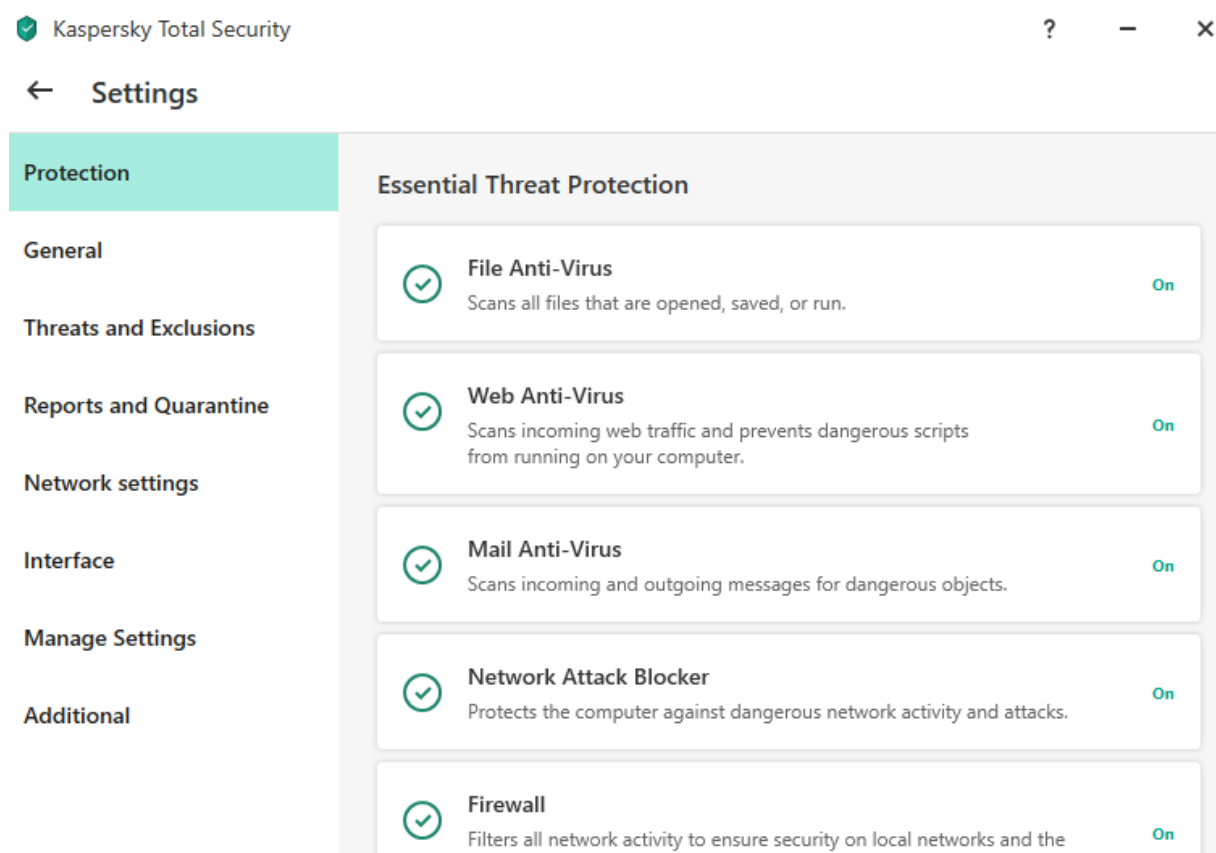 Kaspersky Total Security
?
Settings
Protection
General
Threats and Exclusions
Reports and Quarantine
Network settings
Interface
Manage Settings
Additional
Essential Threat Protection
File Anti-Virus
Scans all files that are opened, saved, or run.
On
Web Anti-Virus
Scans incoming web traffic and prevents dangerous scripts
from running on your computer.
On
Mail Anti-Virus
Scans incoming and outgoing messages for dangerous objects.
On
Network Attack Blocker
Protects the computer against dangerous network activity and attacks.
On
Firewall
Filters all network activity to ensure security on local networks and the
On